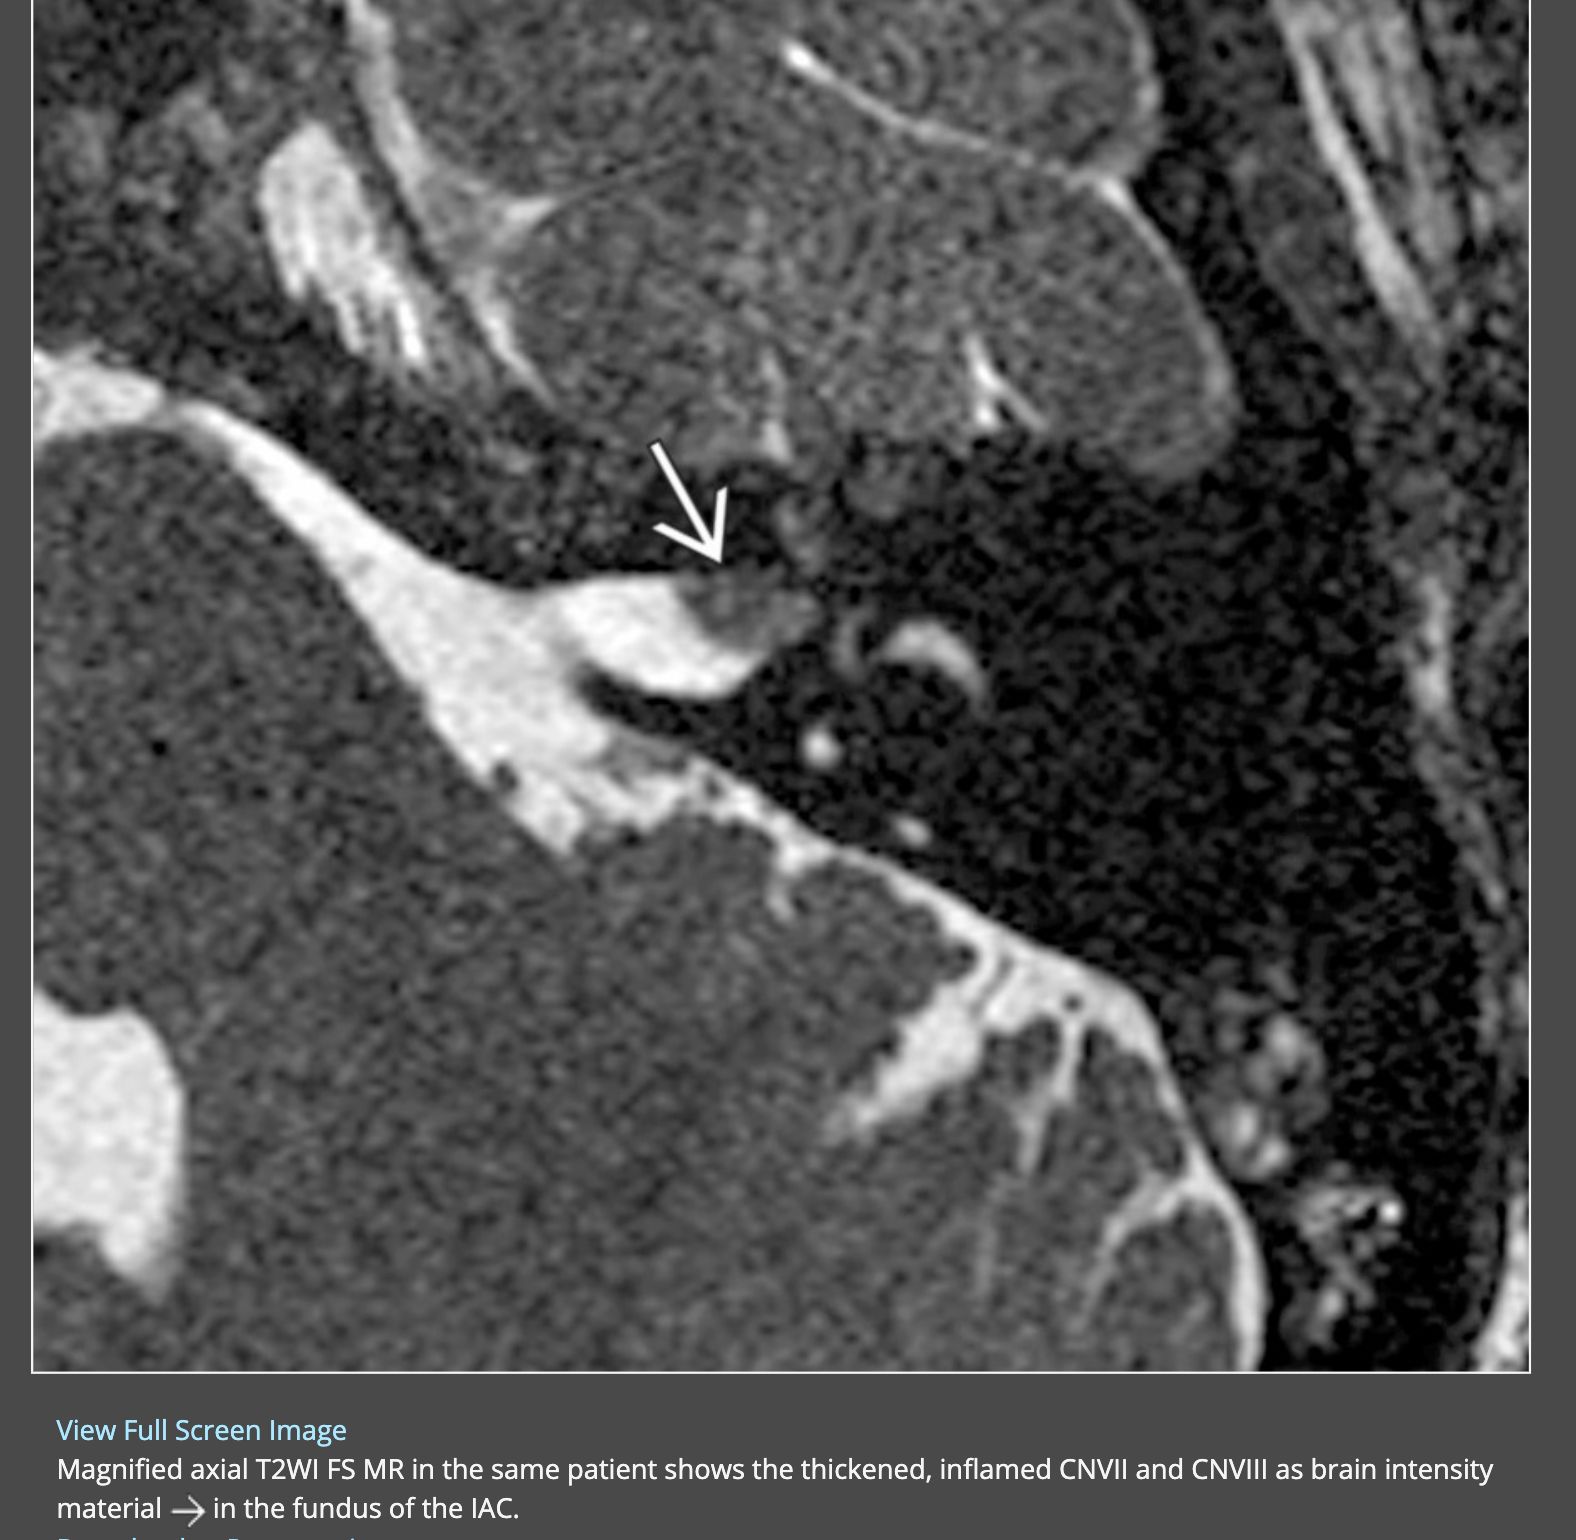 View Full Screen Image
Magnified axial T2WI FS MR in the same patient shows the thickened, inflamed CNVII and CNVIII as brain intensity
material → in the fundus of the IAC.